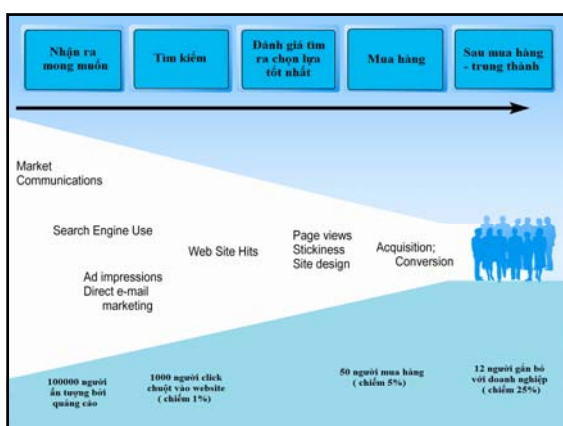 Nhận ra
mong muốn
Tìm kiếm
Đánh giá tìm
ra chọn lựa
tốt nhất
Mua hàng
Sau mua hàng
- trung thành
Market
Communications
Search Engine Use
Ad impressions
Direct e-mail
marketing
Web Site Hits
Page views
Stickiness
Site design
Acquisition;
Conversion
100000 người
ấn tượng bởi
quảng cáo
1000 người click
chuột vào website
( chiếm 1%)
50 người mua hàng
( chiếm 5%)
12 người gắn bó
với doanh nghiệp
( chiếm 25%)